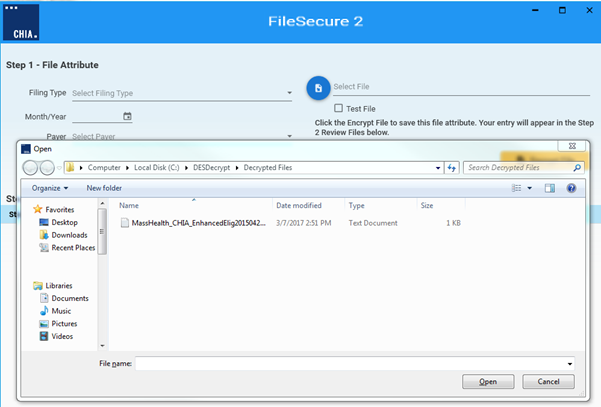 FileSecure 2
CHIA.
Step 1 - File Attribute
Filing Type Select Filing Type
Select File
Test File
Month/Year
Click the Encrypt File to save this file attribute. Your entry will appear in the Step
2 Review Files below.
Payer Select Payer
Open
Computer Local Disk (C:) DESDecrypt Decrypted Files
Search Decrypted Files
Organize New folder
Name Date modified Type Size
Favorites
Desktop
Downloads
Recent Places
MassHealth_CHIA_EnhancedElig2015042... 3/7/2017 2:51 PM Text Document 1 KB
Libraries
Documents
Music
Pictures
Videos
File name:
Open Cancel